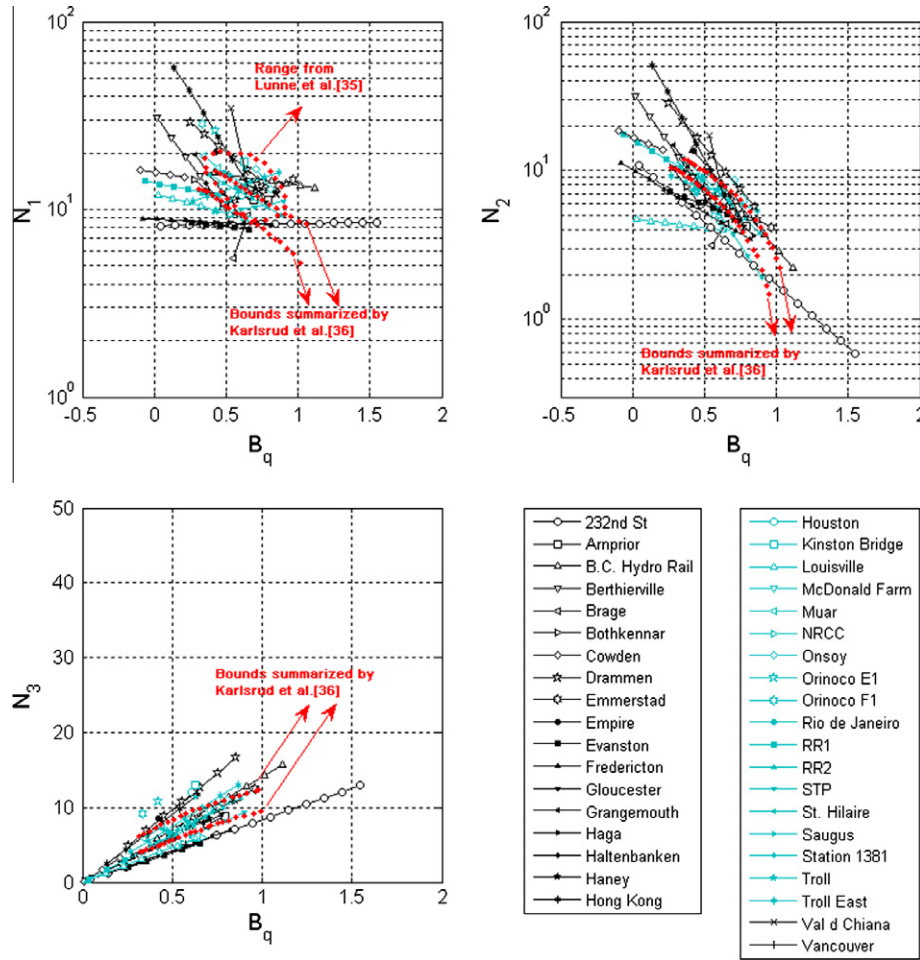 10²
10¹
10⁰
N₁
Range from
Lunne et al.[35]
Bounds summarized by
Karlsrud et al.[36]
-0.5 0 0.5 1 1.5 2
Bq
10²
10¹
10⁰
N₂
Bounds summarized by
Karlsrud et al.[36]
-0.5 0 0.5 1 1.5 2
Bq
50
40
30
20
10
0
N₃
Bounds summarized by
Karlsrud et al.[36]
0 0.5 1 1.5 2
Bq
232nd St
Arnprior
B.C. Hydro Rail
Berthierville
Brage
Bothkennar
Cowden
Drammen
Emmerstad
Empire
Evanston
Fredericton
Gloucester
Grangemouth
Haga
Haltenbanken
Haney
Hong Kong
Houston
Kinston Bridge
Louisville
McDonald Farm
Muar
NRCC
Onsoy
Orinoco E1
Orinoco F1
Rio de Janeiro
RR1
RR2
STP
St. Hilaire
Saugus
Station 1381
Troll
Troll East
Val d Chiana
Vancouver